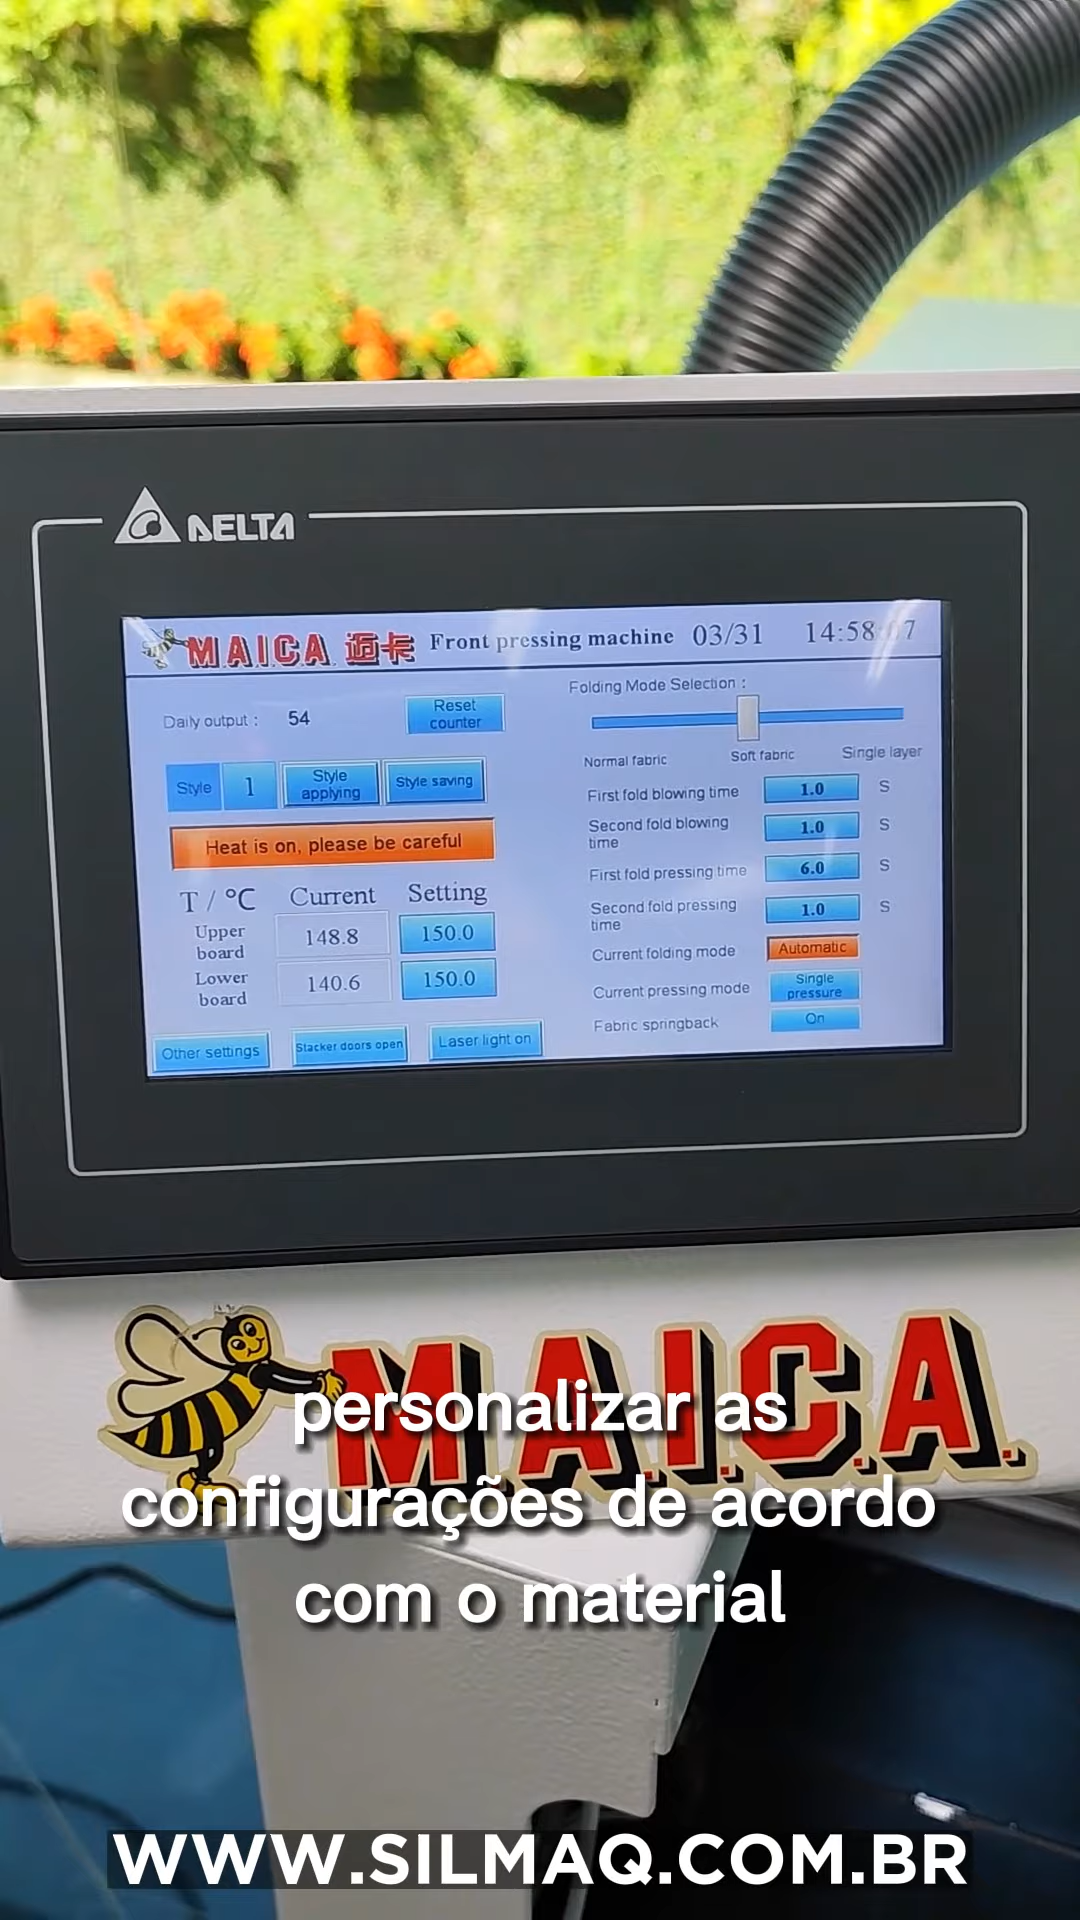 DELTA
M.A.I.C.A. 迈卡 Front pressing machine 03/31
Daily output : 54 Reset counter
Style 1 Style applying Style saving
Heat is on, please be careful
T / °C Current Setting
Upper board 148.8 150.0
Lower board 140.6 150.0
Other settings Stacker doors open Laser light on
Folding Mode Selection :
Normal fabric Soft fabric Single layer
First fold blowing time 1.0 S
Second fold blowing time 1.0 S
First fold pressing time 6.0 S
Second fold pressing time 1.0 S
Current folding mode Automatic
Current pressing mode Single pressure
Fabric springback On
M.A.I.C.A.
personalizar as
configurações de acordo
com o material
WWW.SILMAQ.COM.BR